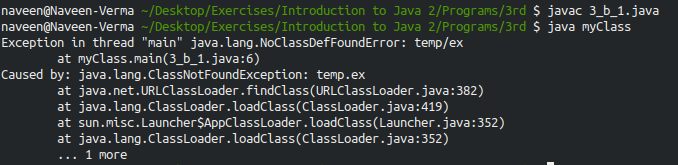 naveen@Naveen-Verma ~/Desktop/Exercises/Introduction to Java 2/Programs/3rd $ javac 3_b_1.java
naveen@Naveen-Verma ~/Desktop/Exercises/Introduction to Java 2/Programs/3rd $ java myClass
Exception in thread "main" java.lang.NoClassDefFoundError: temp/ex
        at myClass.main(3_b_1.java:6)
Caused by: java.lang.ClassNotFoundException: temp.ex
        at java.net.URLClassLoader.findClass(URLClassLoader.java:382)
        at java.lang.ClassLoader.loadClass(ClassLoader.java:419)
        at sun.misc.Launcher$AppClassLoader.loadClass(Launcher.java:352)
        at java.lang.ClassLoader.loadClass(ClassLoader.java:352)
        ... 1 more